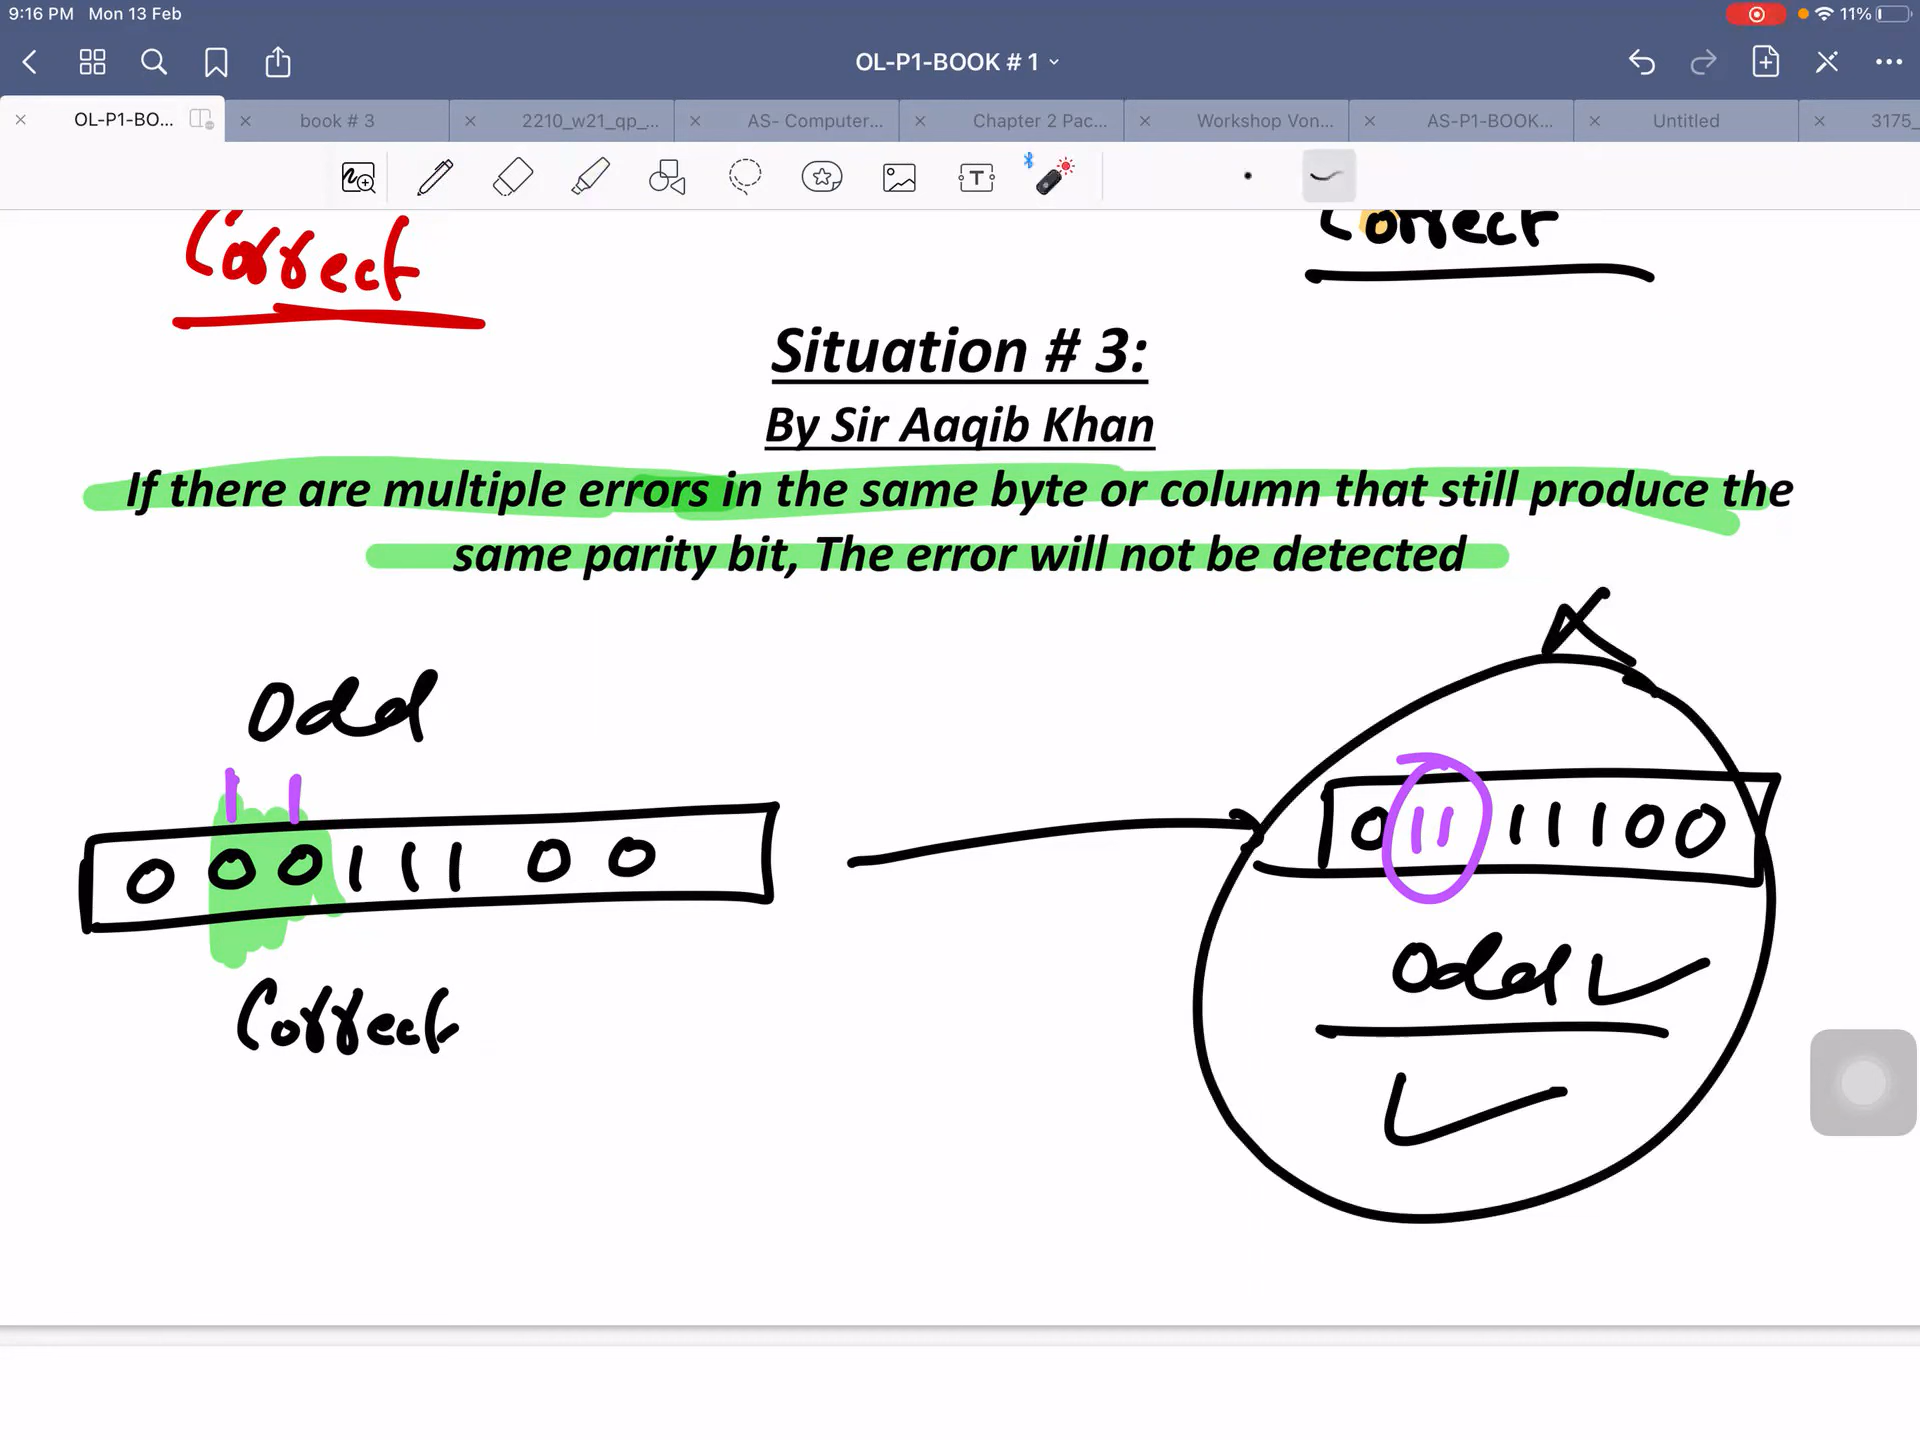 9:16 PM Mon 13 Feb 11%
OL-P1-BOOK # 1
OL-P1-BO... book # 3 2210_w21_qp_... AS- Computer... Chapter 2 Pac... Workshop Von... AS-P1-BOOK... Untitled 3175_
T
Correct Correct
Situation # 3:
By Sir Aaqib Khan
If there are multiple errors in the same byte or column that still produce the
same parity bit, The error will not be detected
Odd
1 1
0 0 0 1 1 1 0 0
0 1 1 1 1 1 0 0
Correct
odd